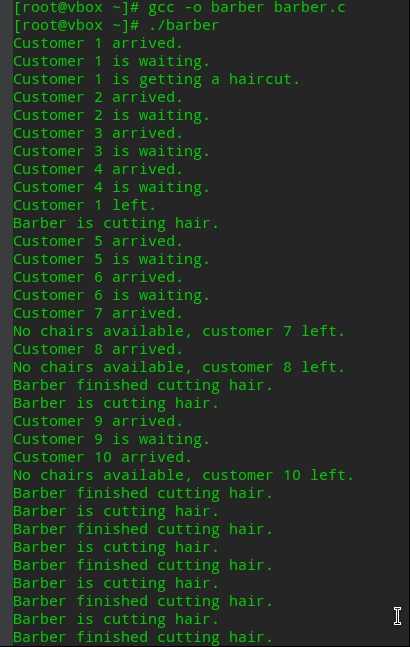 [root@vbox ~]# gcc -o barber barber.c
[root@vbox ~]# ./barber
Customer 1 arrived.
Customer 1 is waiting.
Customer 1 is getting a haircut.
Customer 2 arrived.
Customer 2 is waiting.
Customer 3 arrived.
Customer 3 is waiting.
Customer 4 arrived.
Customer 4 is waiting.
Customer 1 left.
Barber is cutting hair.
Customer 5 arrived.
Customer 5 is waiting.
Customer 6 arrived.
Customer 6 is waiting.
Customer 7 arrived.
No chairs available, customer 7 left.
Customer 8 arrived.
No chairs available, customer 8 left.
Barber finished cutting hair.
Barber is cutting hair.
Customer 9 arrived.
Customer 9 is waiting.
Customer 10 arrived.
No chairs available, customer 10 left.
Barber finished cutting hair.
Barber is cutting hair.
Barber finished cutting hair.
Barber is cutting hair.
Barber finished cutting hair.
Barber is cutting hair.
Barber finished cutting hair.
Barber is cutting hair.
Barber finished cutting hair.